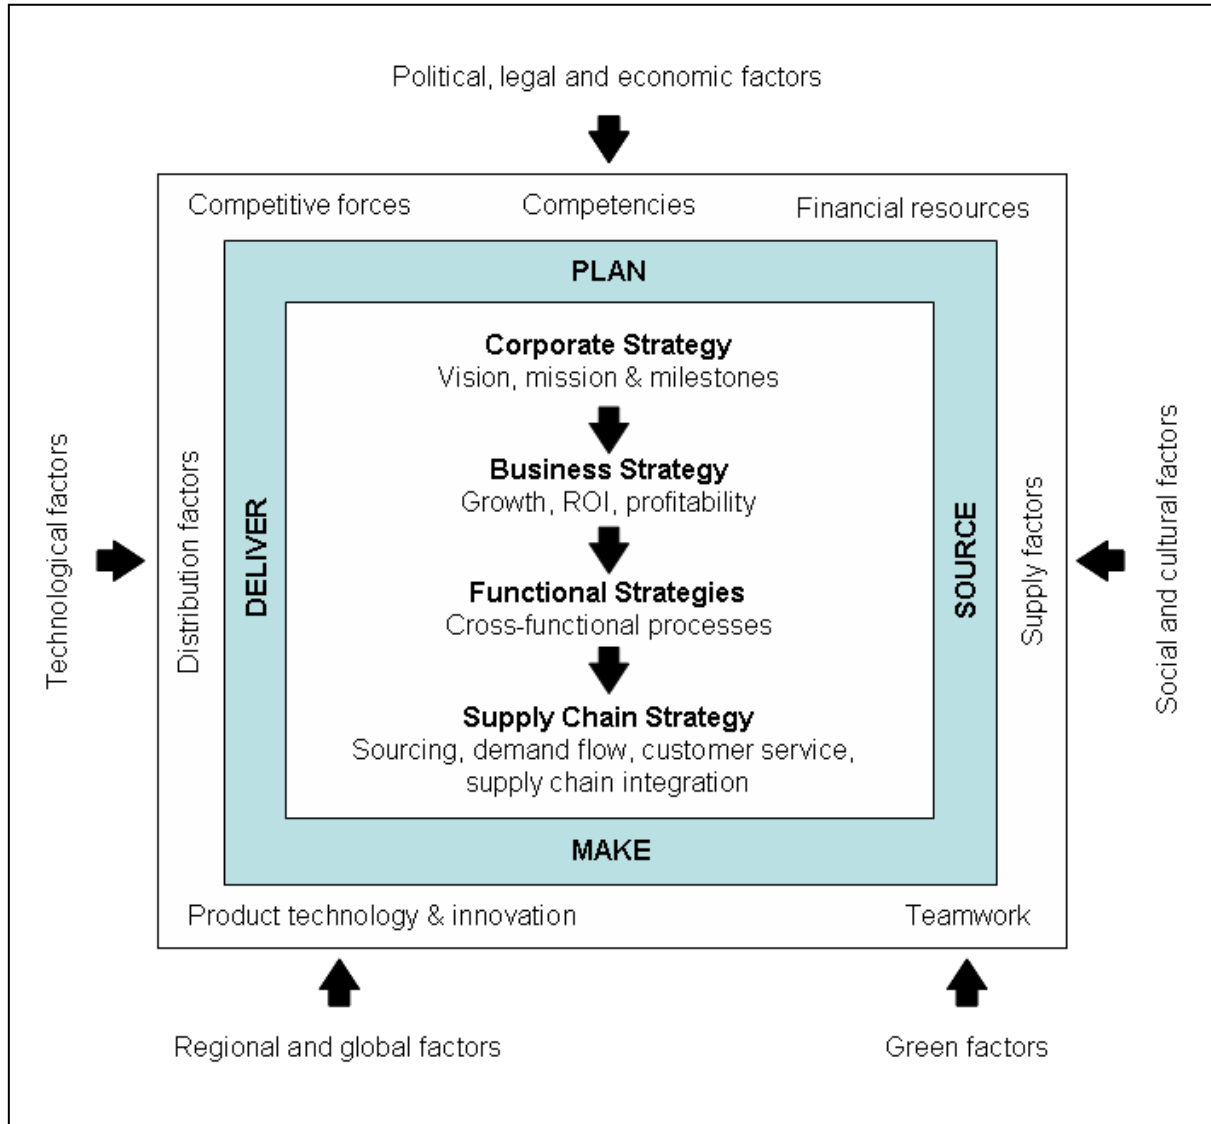 Political, legal and economic factors
Competitive forces
Competencies
Financial resources
PLAN
Corporate Strategy
Vision, mission & milestones
Business Strategy
Growth, ROI, profitability
Functional Strategies
Cross-functional processes
Supply Chain Strategy
Sourcing, demand flow, customer service,
supply chain integration
Technological factors
Distribution factors
DELIVER
SOURCE
Supply factors
Social and cultural factors
MAKE
Product technology & innovation
Teamwork
Regional and global factors
Green factors